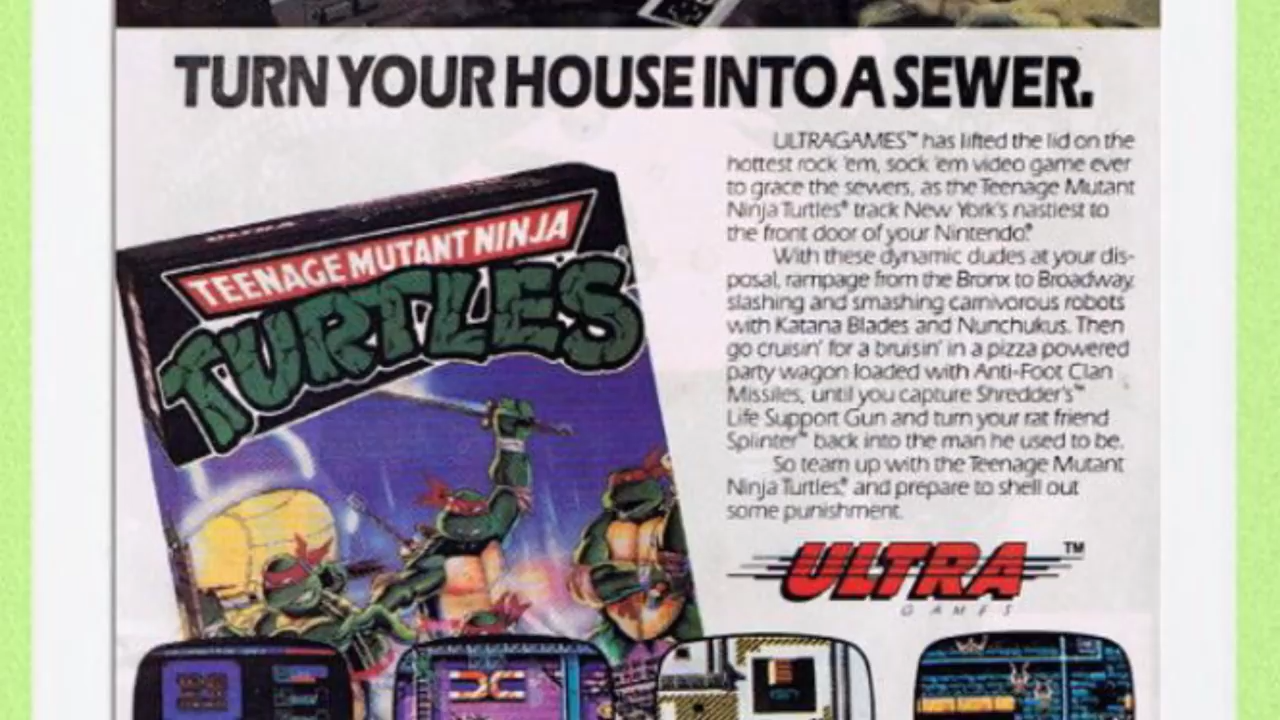 TURN YOUR HOUSE INTO A SEWER.
ULTRAGAMES™ has lifted the lid on the
hottest rock 'em, sock 'em video game ever
to grace the sewers, as the Teenage Mutant
Ninja Turtles® track New York's nastiest to
the front door of your Nintendo.®
With these dynamic dudes at your dis-
posal, rampage from the Bronx to Broadway,
slashing and smashing carnivorous robots
with Katana Blades and Nunchukus. Then
go cruisin' for a bruisin' in a pizza powered
party wagon loaded with Anti-Foot Clan
Missiles, until you capture Shredder's™
Life Support Gun and turn your rat friend
Splinter™ back into the man he used to be.
So team up with the Teenage Mutant
Ninja Turtles,® and prepare to shell out
some punishment.
ULTRA™
GAMES
ULTRA
TEENAGE MUTANT NINJA
TURTLES®